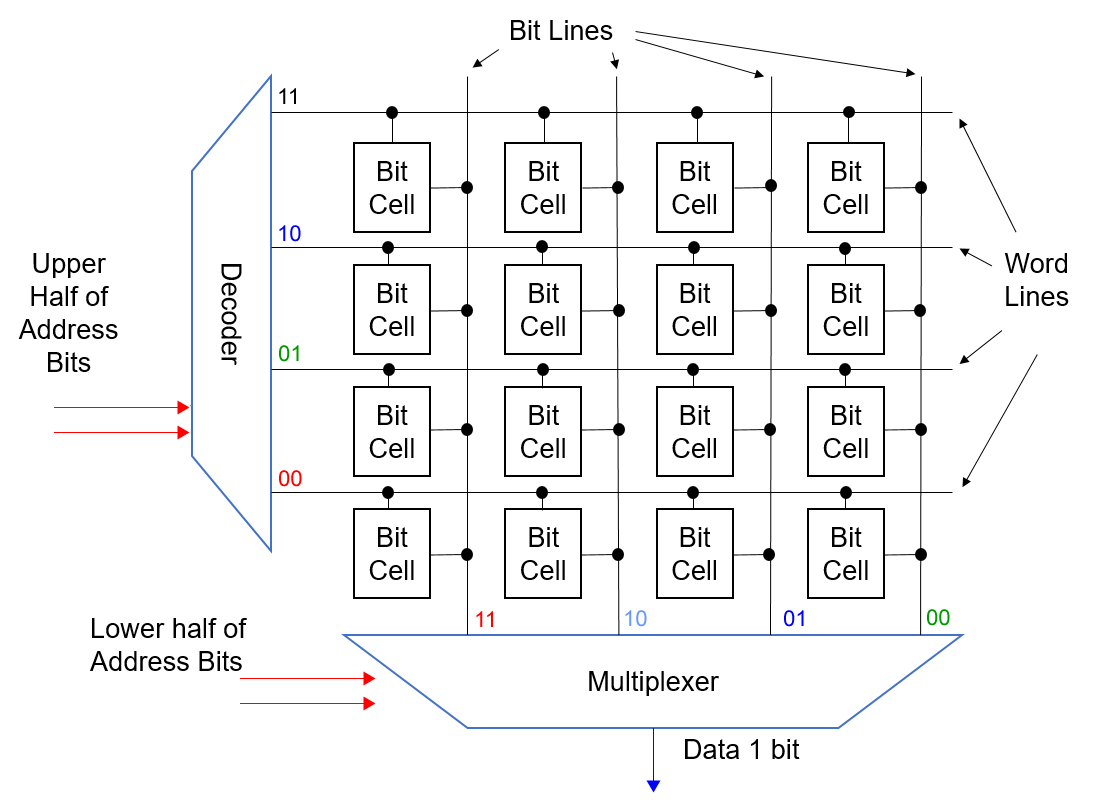 Bit Lines
11
Bit
Cell
Bit
Cell
Bit
Cell
Bit
Cell
10
Upper
Half of
Address
Bits
Decoder
Bit
Cell
Bit
Cell
Bit
Cell
Bit
Cell
Word
Lines
01
Bit
Cell
Bit
Cell
Bit
Cell
Bit
Cell
00
Bit
Cell
Bit
Cell
Bit
Cell
Bit
Cell
11
10
01
00
Lower half of
Address Bits
Multiplexer
Data 1 bit